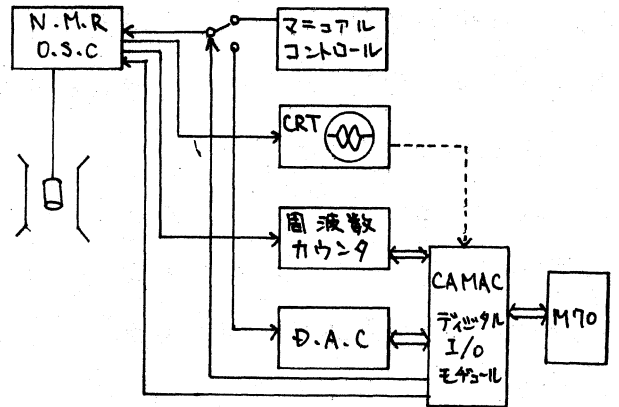 N.M.R
O.S.C
マニュアル
コントロール
CRT
周波数
カウンタ
D.A.C
CAMAC
ディジタル
I/O
モヂュール
M70